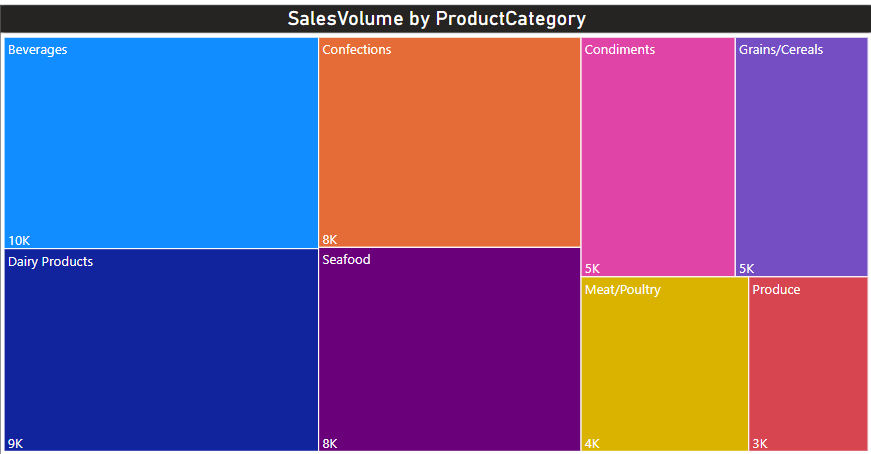 SalesVolume by ProductCategory
Beverages
10K
Dairy Products
9K
Confections
8K
Seafood
8K
Condiments
5K
Grains/Cereals
5K
Meat/Poultry
4K
Produce
3K